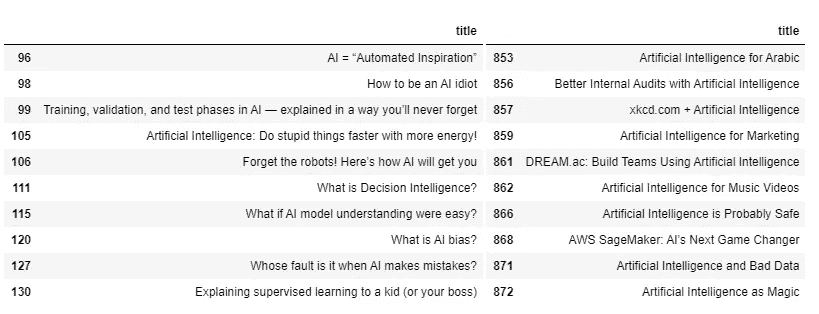 title
96 AI = “Automated Inspiration”
98 How to be an AI idiot
99 Training, validation, and test phases in AI — explained in a way you’ll never forget
105 Artificial Intelligence: Do stupid things faster with more energy!
106 Forget the robots! Here’s how AI will get you
111 What is Decision Intelligence?
115 What if AI model understanding were easy?
120 What is AI bias?
127 Whose fault is it when AI makes mistakes?
130 Explaining supervised learning to a kid (or your boss)
title
853 Artificial Intelligence for Arabic
856 Better Internal Audits with Artificial Intelligence
857 xkcd.com + Artificial Intelligence
859 Artificial Intelligence for Marketing
861 DREAM.ac: Build Teams Using Artificial Intelligence
862 Artificial Intelligence for Music Videos
866 Artificial Intelligence is Probably Safe
868 AWS SageMaker: AI’s Next Game Changer
871 Artificial Intelligence and Bad Data
872 Artificial Intelligence as Magic